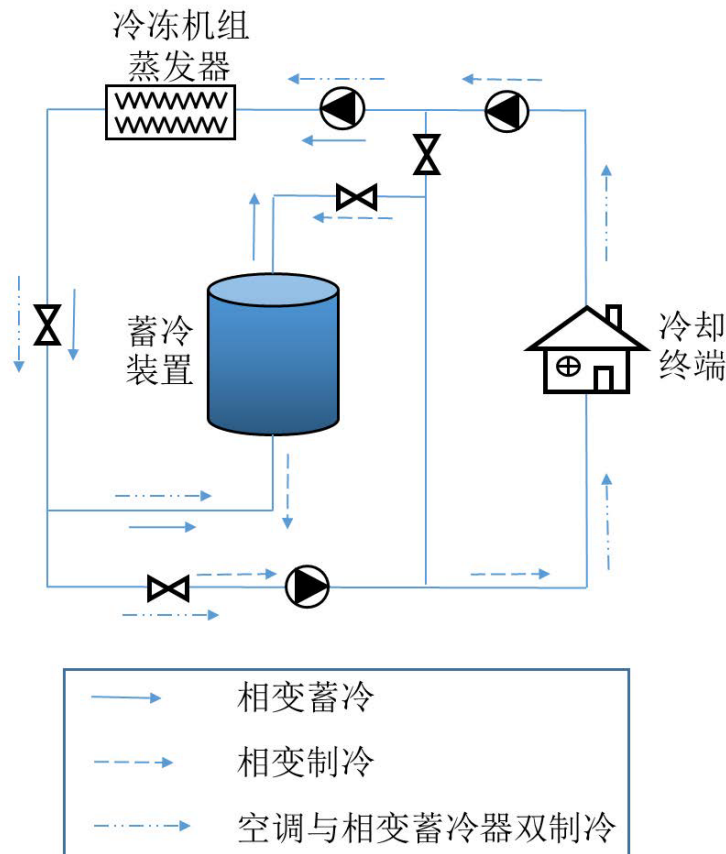 冷冻机组
蒸发器
蓄冷
装置
冷却
终端
相变蓄冷
相变制冷
空调与相变蓄冷器双制冷